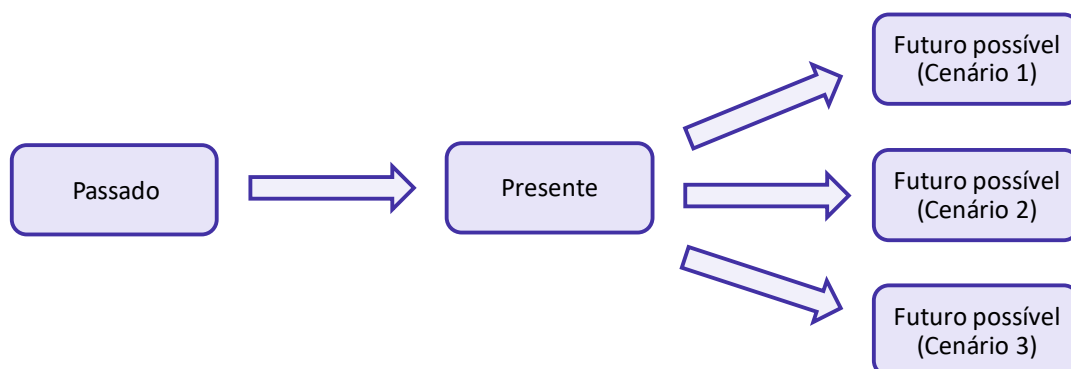 Passado
Presente
Futuro possível
(Cenário 1)
Futuro possível
(Cenário 2)
Futuro possível
(Cenário 3)